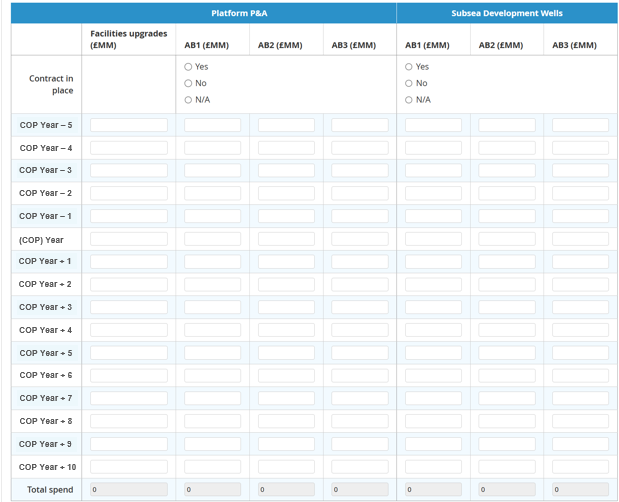 Platform P&A Subsea Development Wells
Facilities upgrades
(£MM) AB1 (£MM) AB2 (£MM) AB3 (£MM) AB1 (£MM) AB2 (£MM) AB3 (£MM)
Contract in
place
Yes Yes
No No
N/A N/A
COP Year – 5
COP Year – 4
COP Year – 3
COP Year – 2
COP Year – 1
(COP) Year
COP Year + 1
COP Year + 2
COP Year + 3
COP Year + 4
COP Year + 5
COP Year + 6
COP Year + 7
COP Year + 8
COP Year + 9
COP Year + 10
Total spend 0 0 0 0 0 0 0